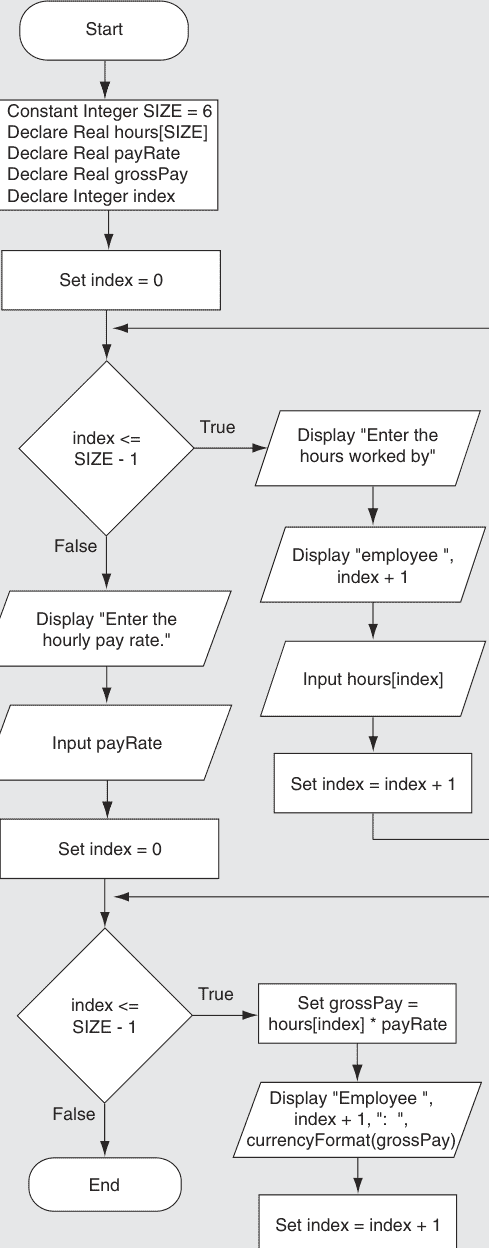 Start
Constant Integer SIZE = 6
Declare Real hours[SIZE]
Declare Real payRate
Declare Real grossPay
Declare Integer index
Set index = 0
index <=
SIZE - 1
True
Display "Enter the
hours worked by"
Display "employee ",
index + 1
Input hours[index]
Set index = index + 1
False
Display "Enter the
hourly pay rate."
Input payRate
Set index = 0
index <=
SIZE - 1
True
Set grossPay =
hours[index] * payRate
Display "Employee ",
index + 1, ":  ",
currencyFormat(grossPay)
Set index = index + 1
False
End